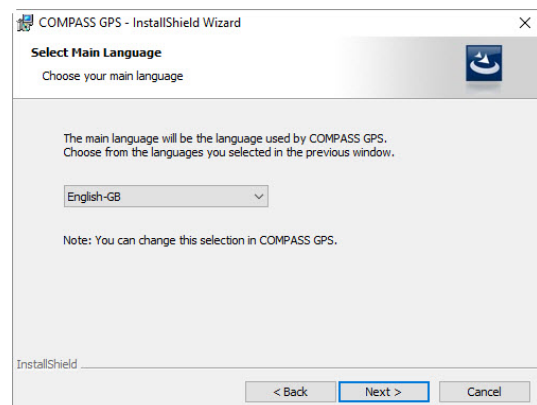 COMPASS GPS - InstallShield Wizard
Select Main Language
Choose your main language
The main language will be the language used by COMPASS GPS.
Choose from the languages you selected in the previous window.
English-GB
Note: You can change this selection in COMPASS GPS.
InstallShield
< Back Next > Cancel